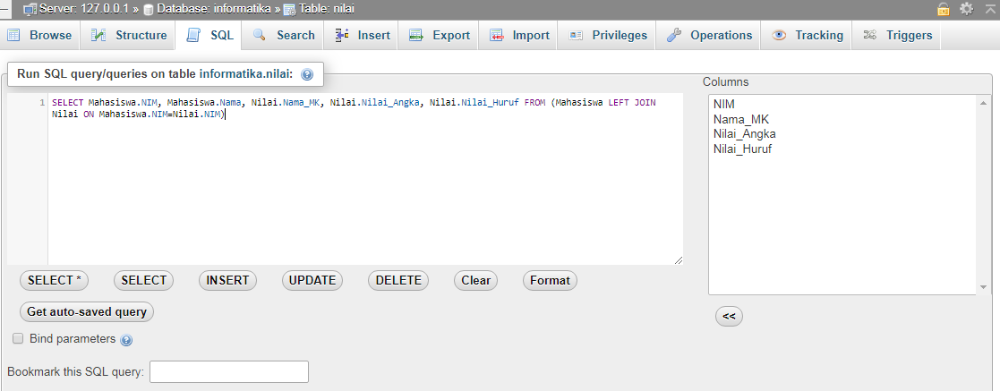 Server: 127.0.0.1 » Database: informatika » Table: nilai
Browse Structure SQL Search Insert Export Import Privileges Operations Tracking Triggers
Run SQL query/queries on table informatika.nilai:
Columns
1 SELECT Mahasiswa.NIM, Mahasiswa.Nama, Nilai.Nama_MK, Nilai.Nilai_Angka, Nilai.Nilai_Huruf FROM (Mahasiswa LEFT JOIN
Nilai ON Mahasiswa.NIM=Nilai.NIM)
NIM
Nama_MK
Nilai_Angka
Nilai_Huruf
SELECT * SELECT INSERT UPDATE DELETE Clear Format
Get auto-saved query
<<
Bind parameters
Bookmark this SQL query: